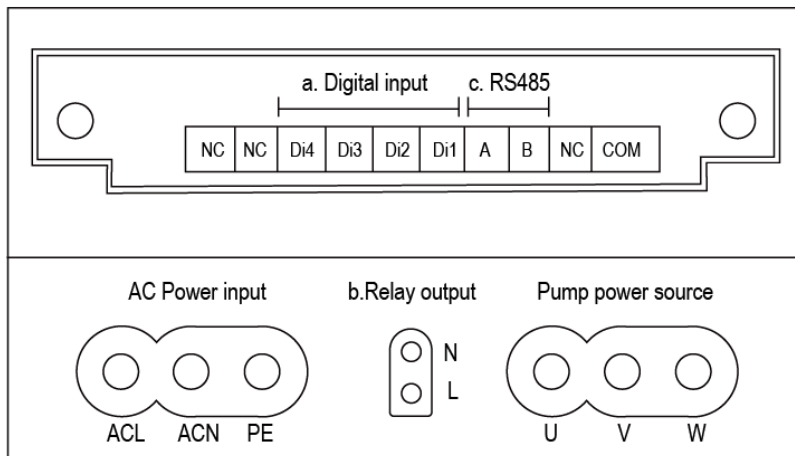 a. Digital input c. RS485
NC NC Di4 Di3 Di2 Di1 A B NC COM
AC Power input b.Relay output Pump power source
N
L
ACL ACN PE U V W